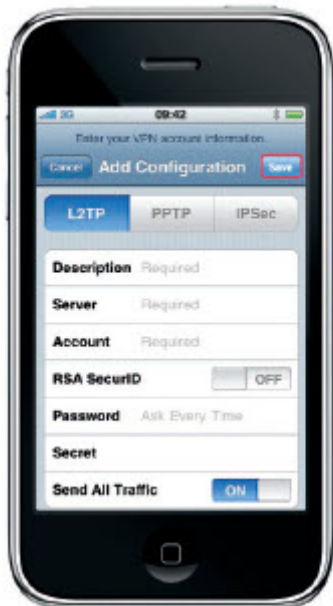 3G 09:42
Enter your VPN account information.
Cancel Add Configuration Save
L2TP PPTP IPSec
Description Required
Server Required
Account Required
RSA SecurID OFF
Password Ask Every Time
Secret
Send All Traffic ON